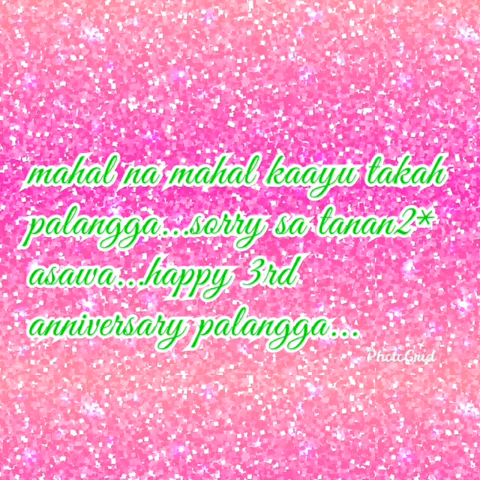 mahal na mahal kaayu takah
palangga...sorry sa tanan2*
asawa...happy 3rd
anniversary palangga...
PhotoGrid